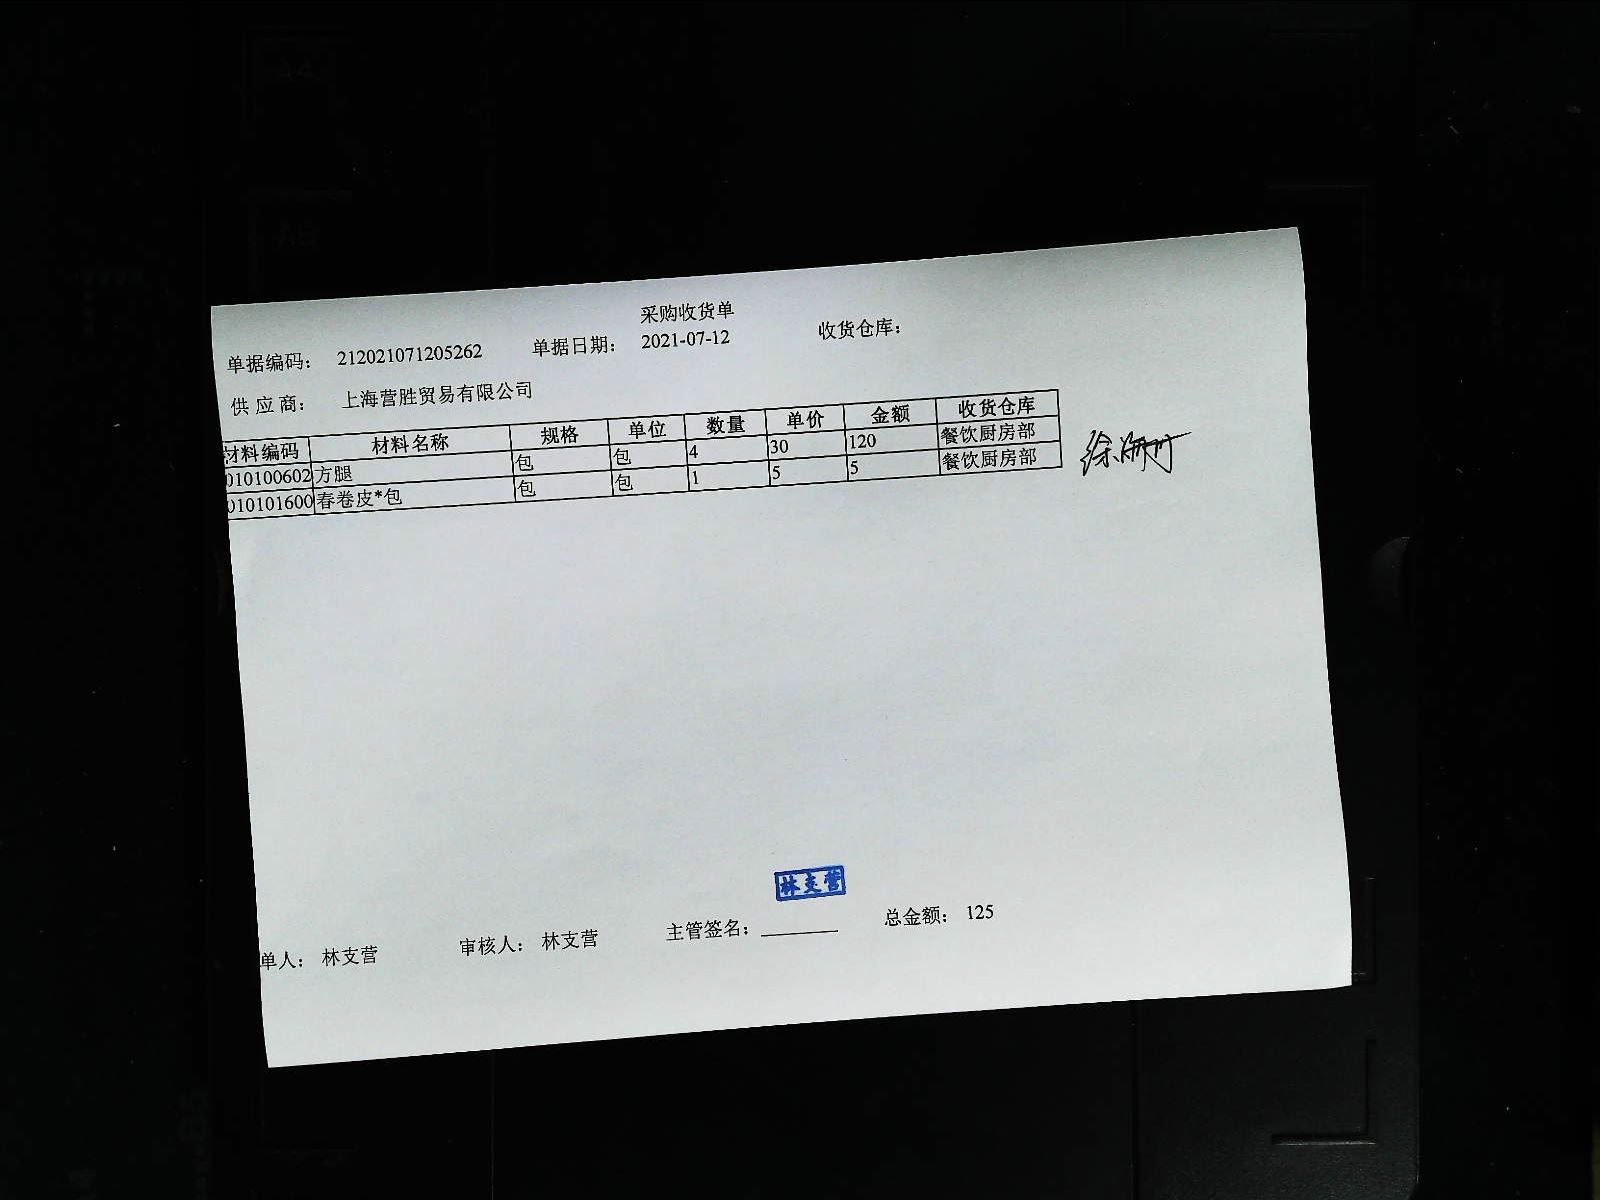 采购收货单
单据编码： 212021071205262 单据日期： 2021-07-12 收货仓库：
供 应 商： 上海营胜贸易有限公司
材料编码 材料名称 规格 单位 数量 单价 金额 收货仓库
010100602 方腿 包 包 4 30 120 餐饮厨房部
010101600 春卷皮*包 包 包 1 5 5 餐饮厨房部
林支营
单人： 林支营 审核人： 林支营 主管签名： 总金额： 125